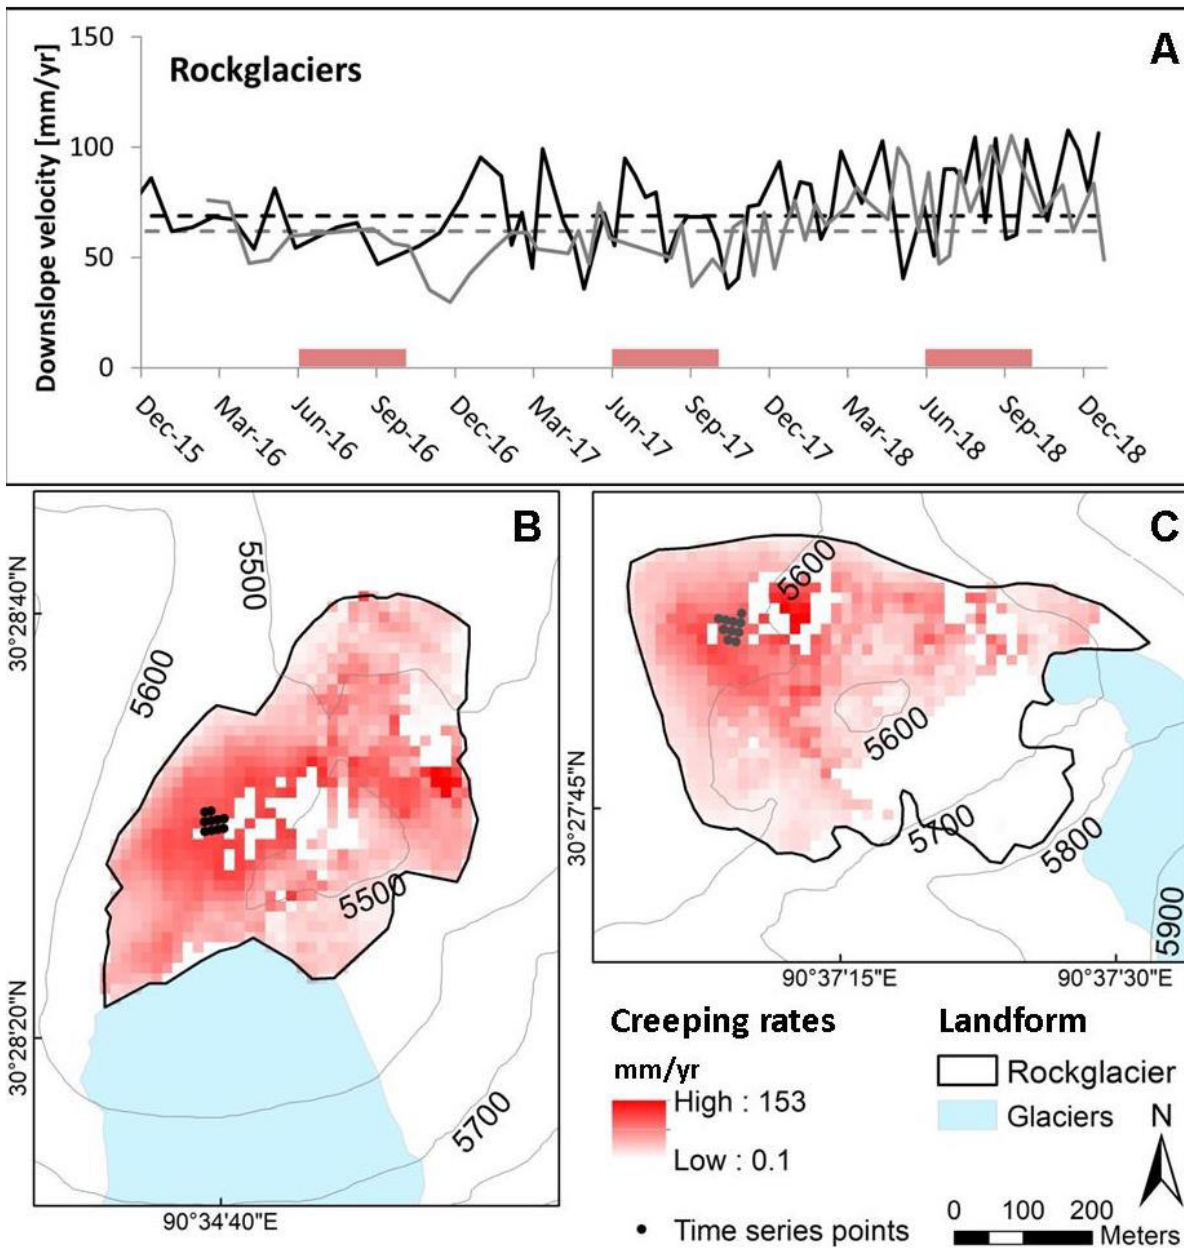 A
Rockglaciers
Downslope velocity [mm/yr]
150
100
50
0
Dec-15
Mar-16
Jun-16
Sep-16
Dec-16
Mar-17
Jun-17
Sep-17
Dec-17
Mar-18
Jun-18
Sep-18
Dec-18
B
5500
5600
5500
5700
30°28'40"N
30°28'20"N
90°34'40"E
C
5600
5600
5700
5800
5900
30°27'45"N
90°37'15"E
90°37'30"E
Creeping rates
mm/yr
High : 153
Low : 0.1
Time series points
Landform
Rockglacier
Glaciers
N
0 100 200
Meters